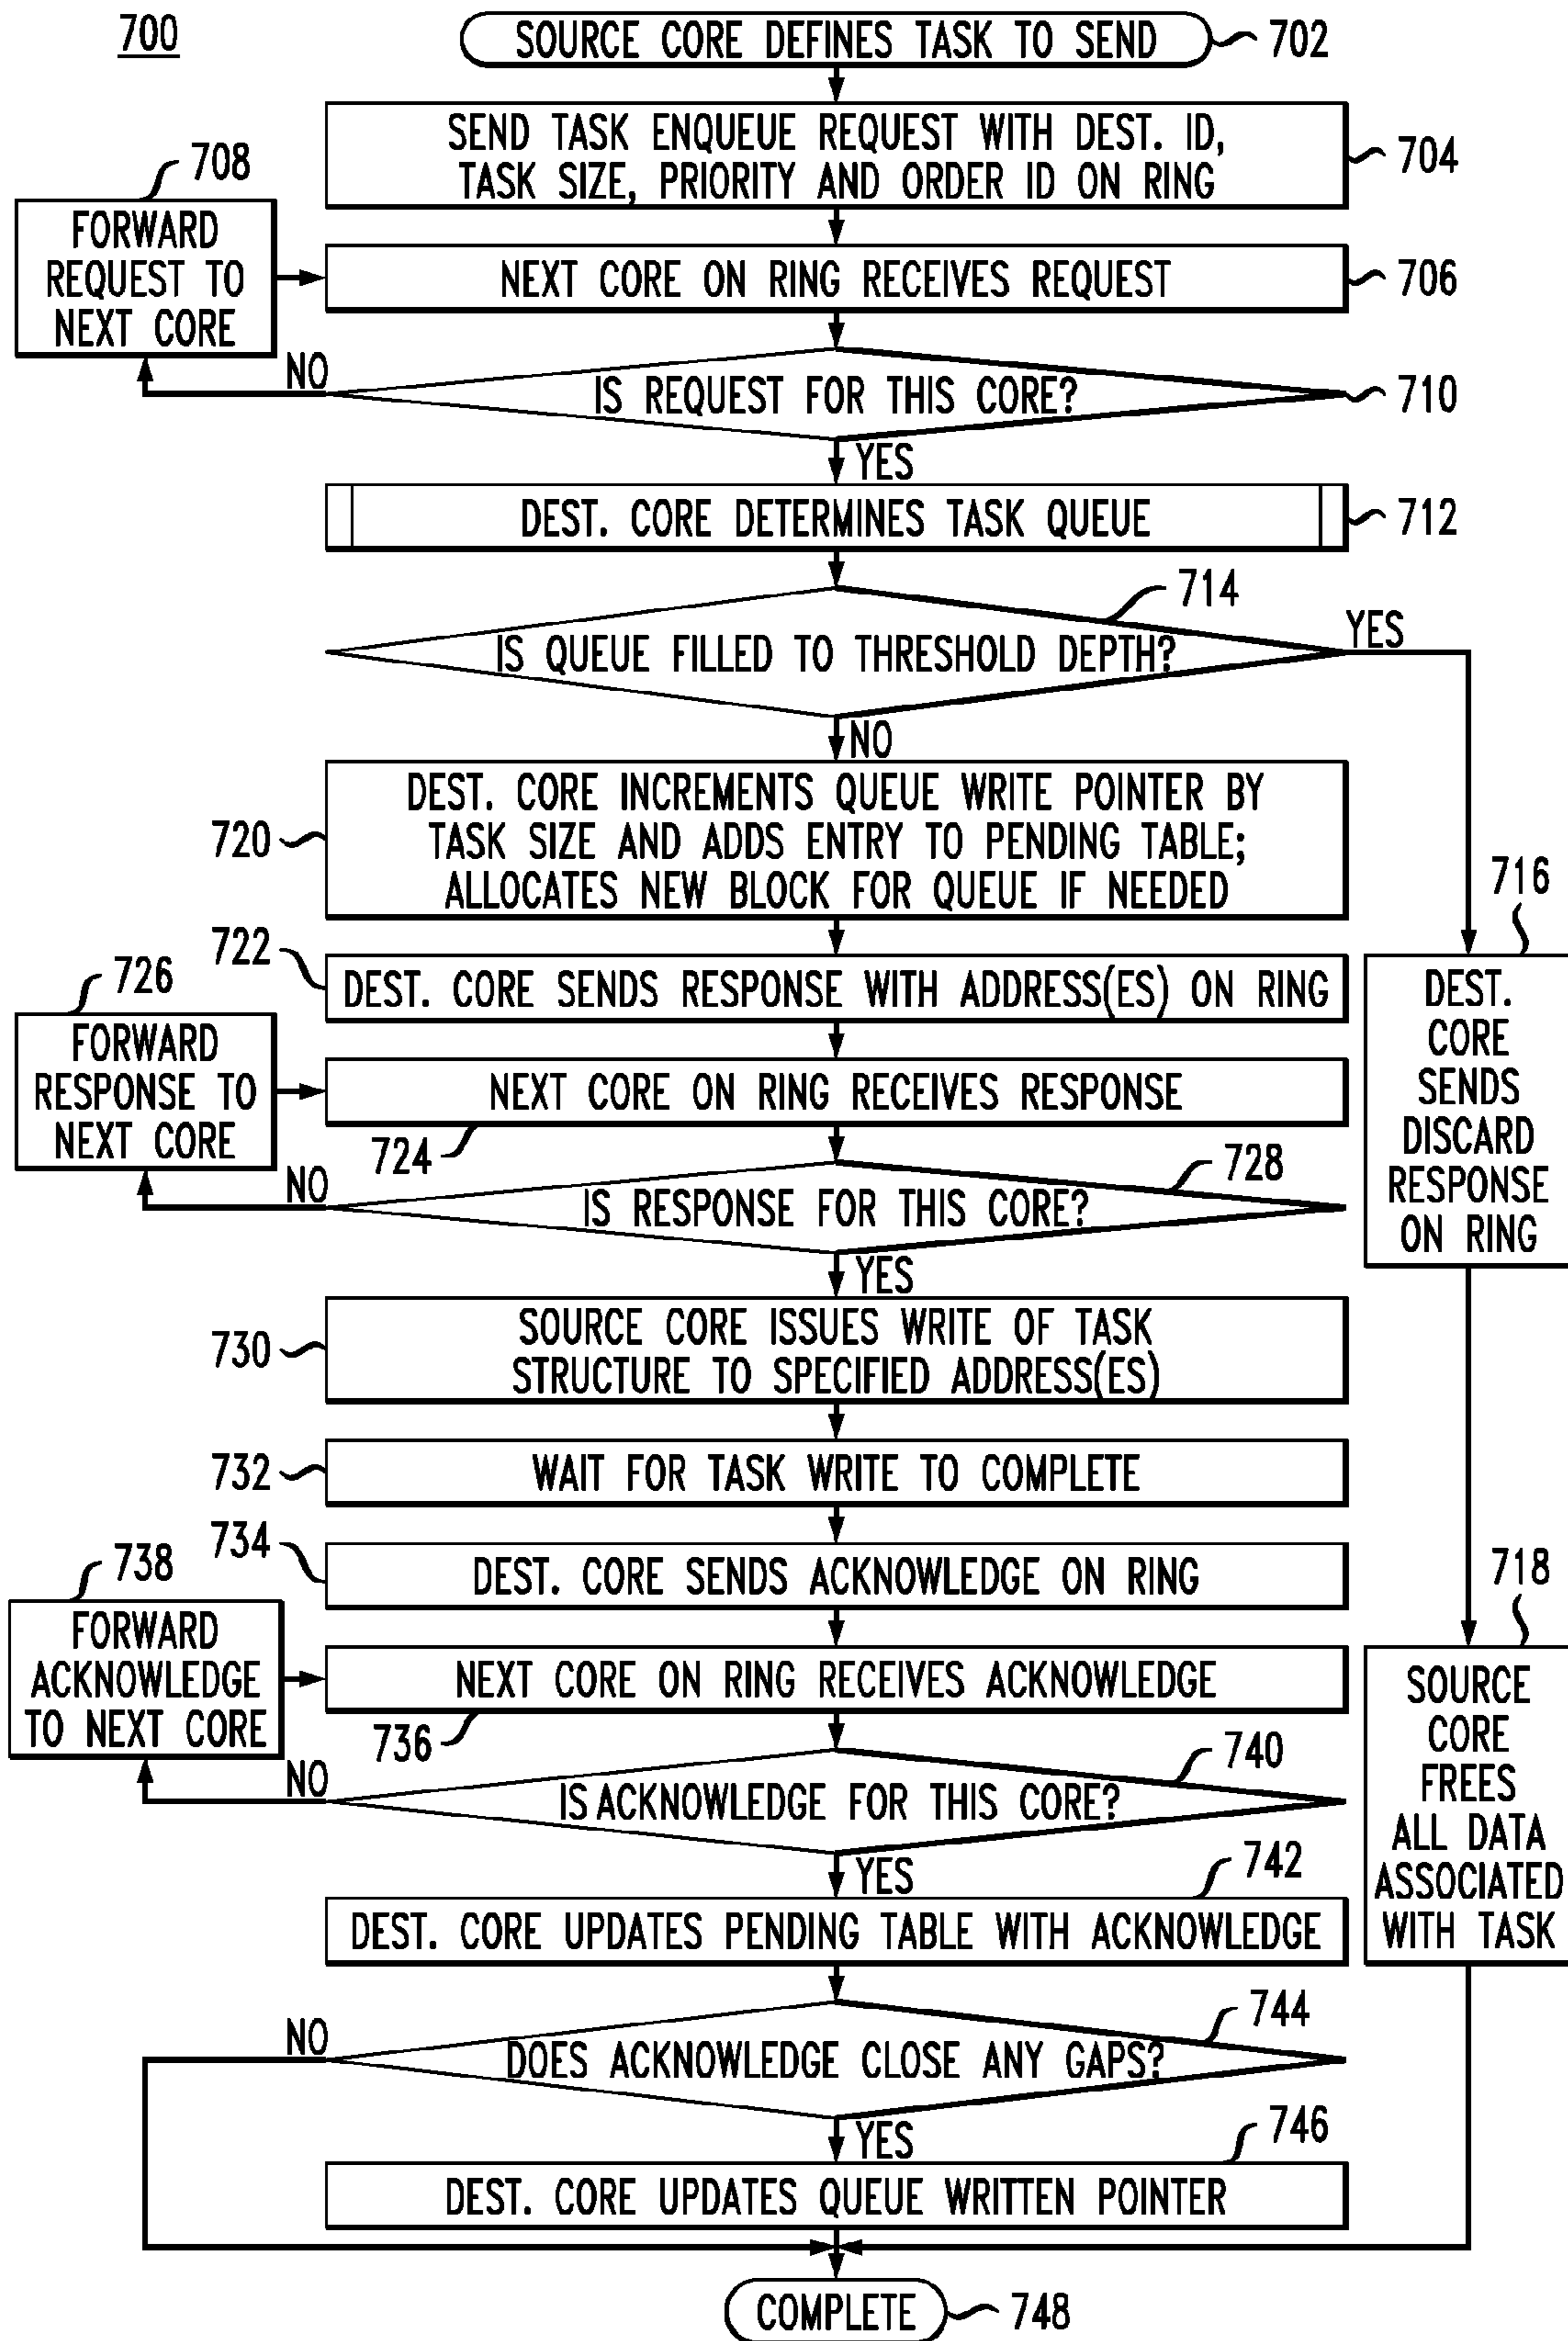 700
SOURCE CORE DEFINES TASK TO SEND
702
SEND TASK ENQUEUE REQUEST WITH DEST. ID,
TASK SIZE, PRIORITY AND ORDER ID ON RING
704
708
FORWARD
REQUEST TO
NEXT CORE
NEXT CORE ON RING RECEIVES REQUEST
706
NO
IS REQUEST FOR THIS CORE?
710
YES
DEST. CORE DETERMINES TASK QUEUE
712
714
IS QUEUE FILLED TO THRESHOLD DEPTH?
YES
NO
DEST. CORE INCREMENTS QUEUE WRITE POINTER BY
TASK SIZE AND ADDS ENTRY TO PENDING TABLE;
ALLOCATES NEW BLOCK FOR QUEUE IF NEEDED
720
716
DEST.
CORE
SENDS
DISCARD
RESPONSE
ON RING
722
DEST. CORE SENDS RESPONSE WITH ADDRESS(ES) ON RING
726
FORWARD
RESPONSE TO
NEXT CORE
NEXT CORE ON RING RECEIVES RESPONSE
724
728
NO
IS RESPONSE FOR THIS CORE?
YES
SOURCE CORE ISSUES WRITE OF TASK
STRUCTURE TO SPECIFIED ADDRESS(ES)
730
WAIT FOR TASK WRITE TO COMPLETE
732
734
DEST. CORE SENDS ACKNOWLEDGE ON RING
738
FORWARD
ACKNOWLEDGE
TO NEXT CORE
718
SOURCE
CORE
FREES
ALL DATA
ASSOCIATED
WITH TASK
NEXT CORE ON RING RECEIVES ACKNOWLEDGE
736
740
NO
IS ACKNOWLEDGE FOR THIS CORE?
YES
742
DEST. CORE UPDATES PENDING TABLE WITH ACKNOWLEDGE
744
NO
DOES ACKNOWLEDGE CLOSE ANY GAPS?
YES
746
DEST. CORE UPDATES QUEUE WRITTEN POINTER
COMPLETE
748